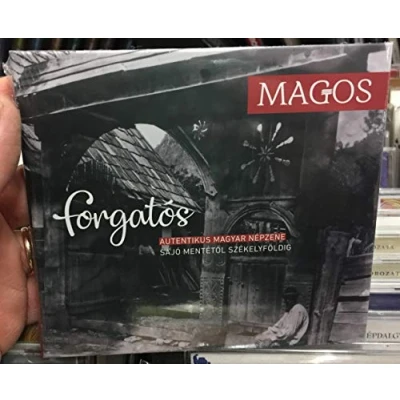 MAGOS
forgatós
AUTENTIKUS MAGYAR NÉPZENE
SAJÓ MENTÉTŐL SZÉKELYFÖLDIG